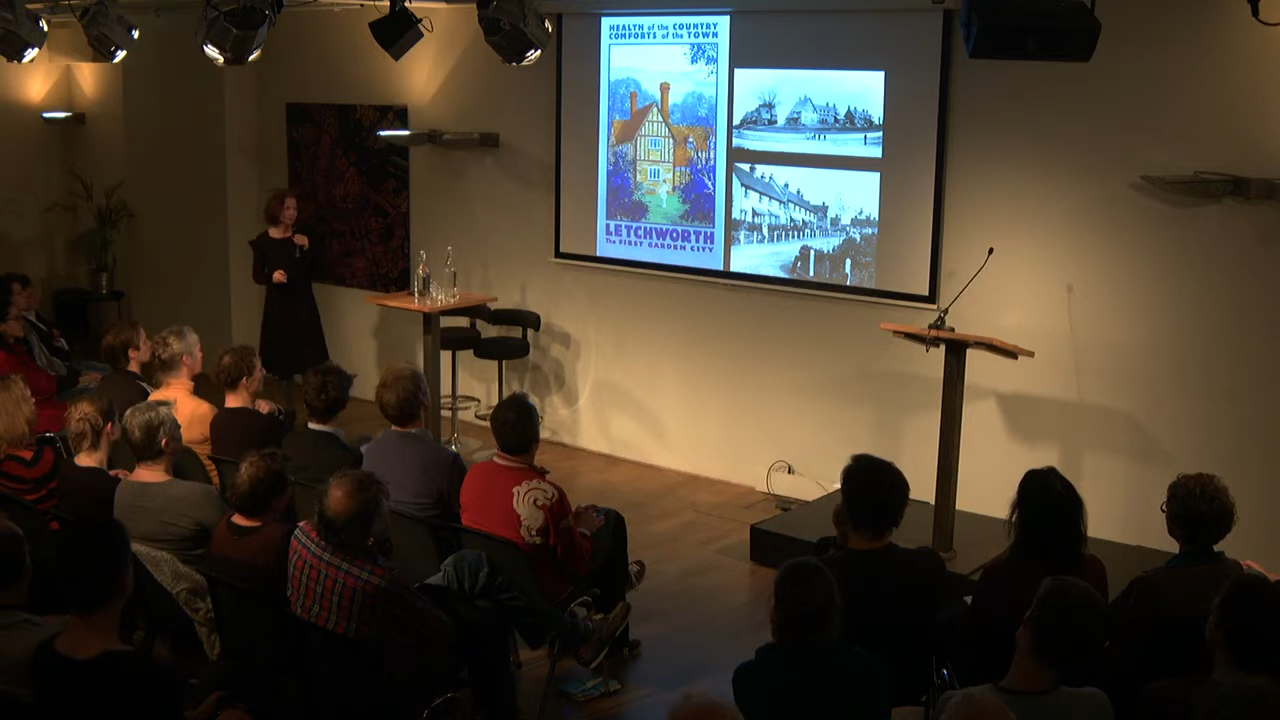 HEALTH of the COUNTRY
COMFORTS of the TOWN
LETCHWORTH
The FIRST GARDEN CITY